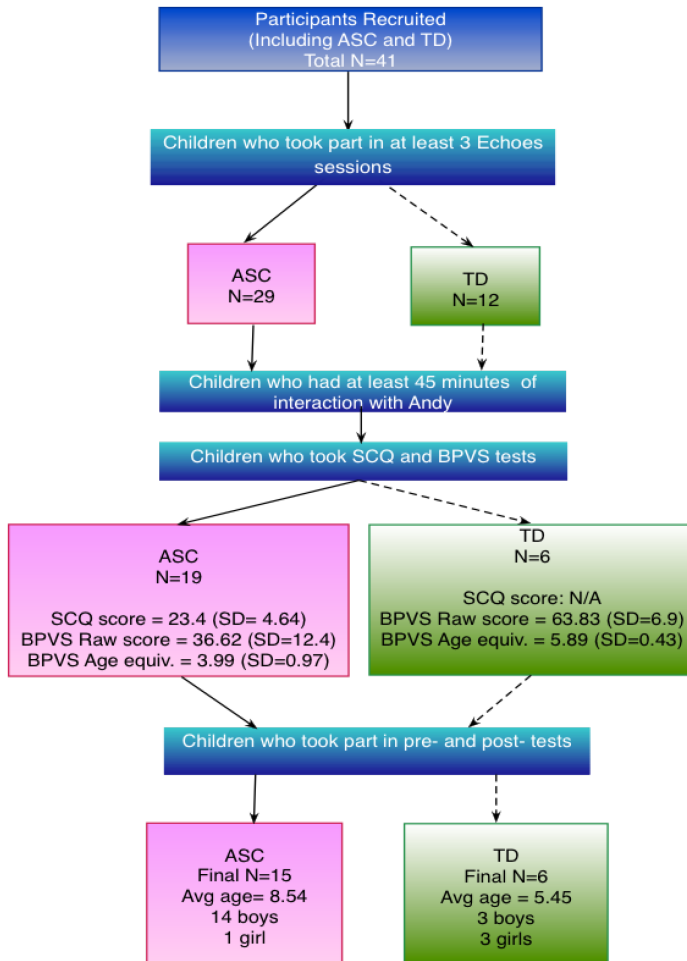 Participants Recruited
(Including ASC and TD)
Total N=41
Children who took part in at least 3 Echoes
sessions
ASC
N=29
TD
N=12
Children who had at least 45 minutes of
interaction with Andy
Children who took SCQ and BPVS tests
ASC
N=19
SCQ score = 23.4 (SD= 4.64)
BPVS Raw score = 36.62 (SD=12.4)
BPVS Age equiv. = 3.99 (SD=0.97)
TD
N=6
SCQ score: N/A
BPVS Raw score = 63.83 (SD=6.9)
BPVS Age equiv. = 5.89 (SD=0.43)
Children who took part in pre- and post- tests
ASC
Final N=15
Avg age= 8.54
14 boys
1 girl
TD
Final N=6
Avg age = 5.45
3 boys
3 girls